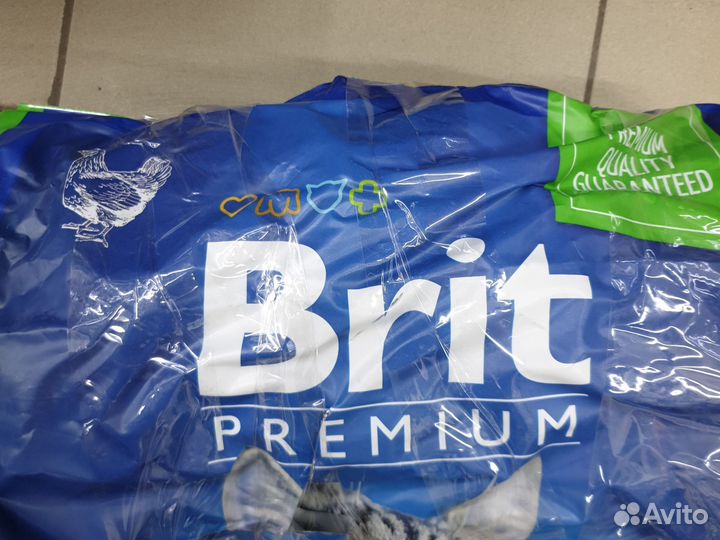 PREMIUM
QUALITY
GUARANTEED
Brit
PREMIUM
Avito